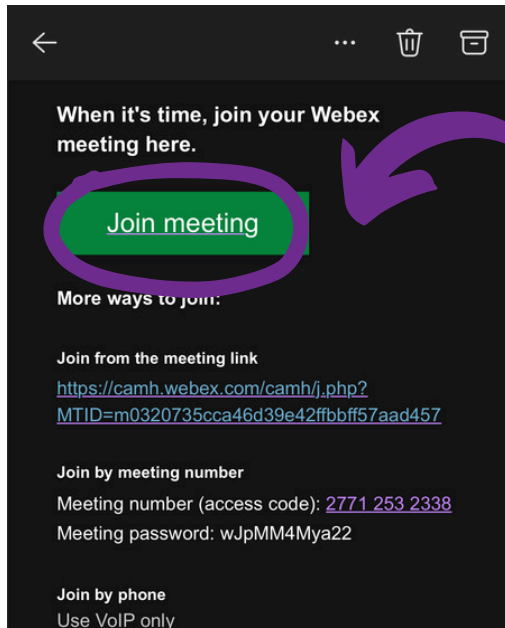 When it's time, join your Webex
meeting here.
Join meeting
More ways to join:
Join from the meeting link
https://camh.webex.com/camh/j.php?
MTID=m0320735cca46d39e42ffbbff57aad457
Join by meeting number
Meeting number (access code): 2771 253 2338
Meeting password: wJpMM4Mya22
Join by phone
Use VoIP only